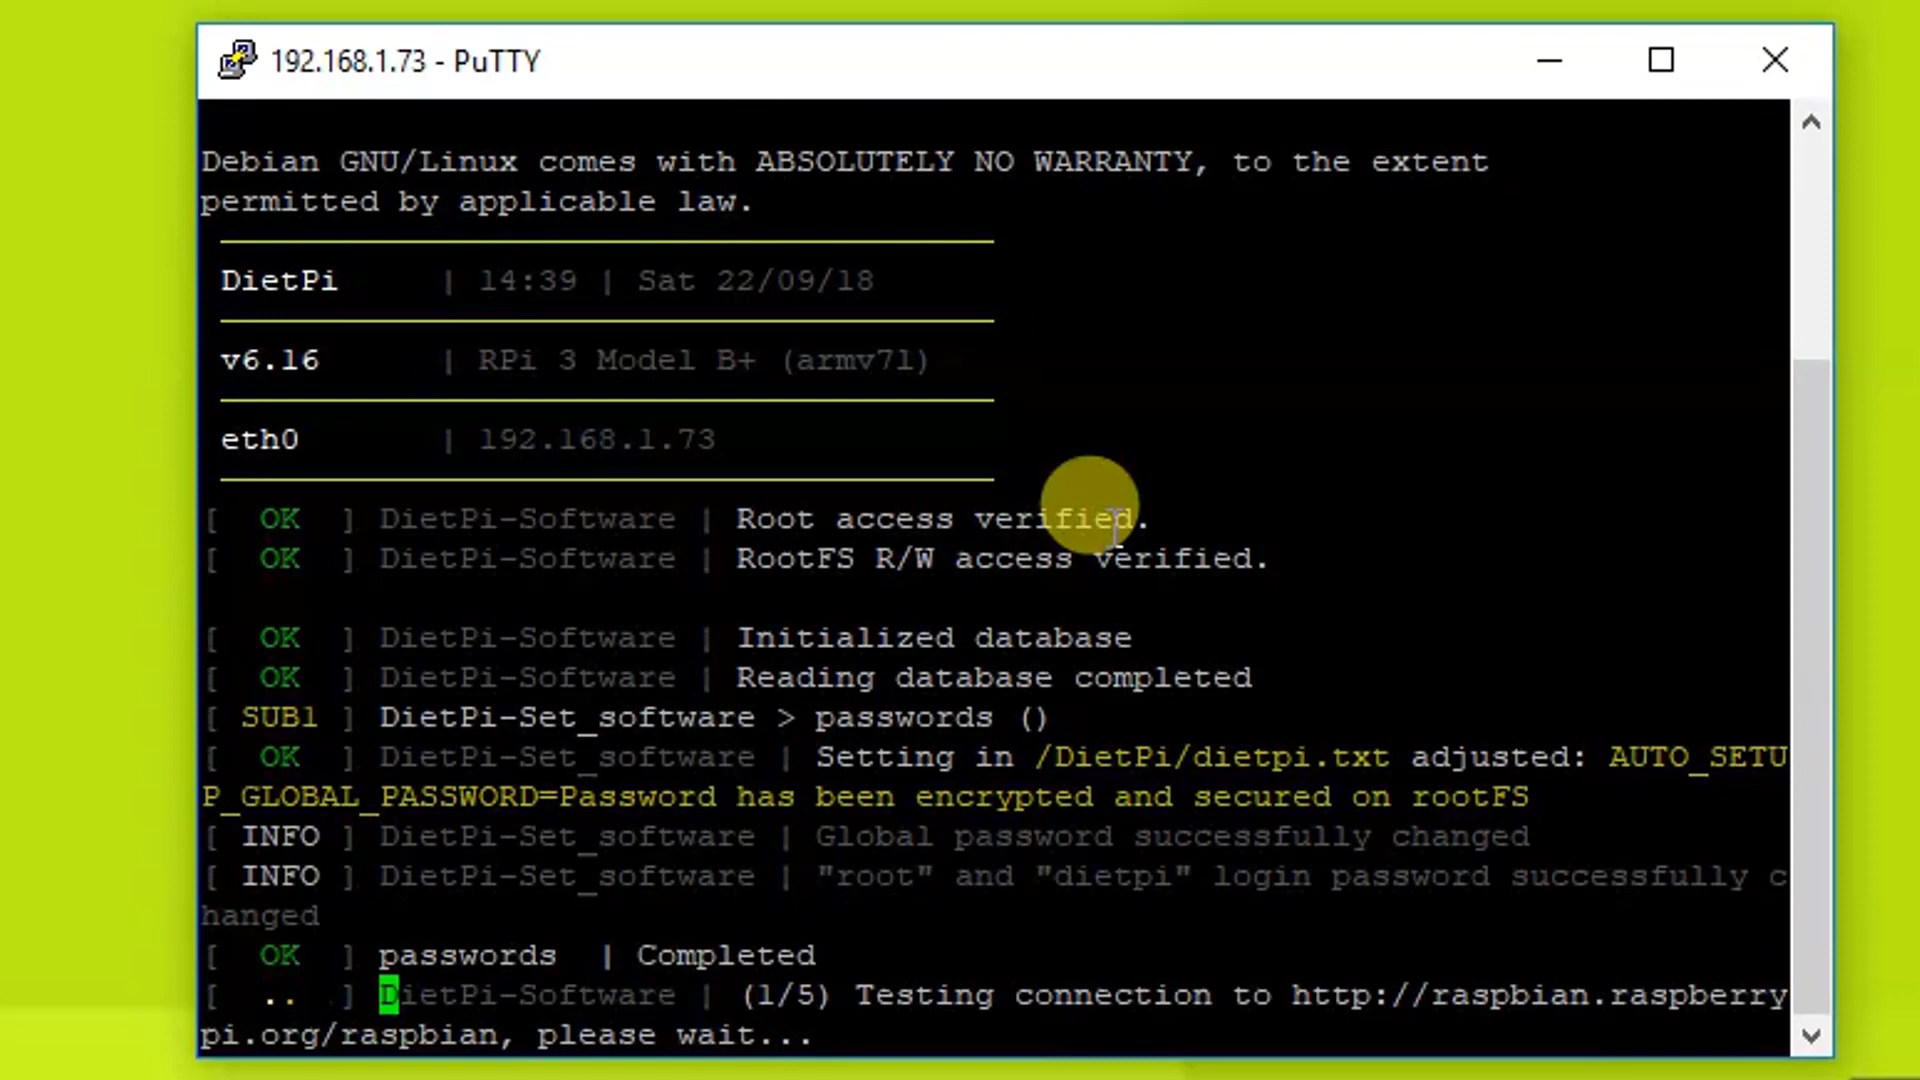 192.168.1.73 - PuTTY
Debian GNU/Linux comes with ABSOLUTELY NO WARRANTY, to the extent
permitted by applicable law.
DietPi | 14:39 | Sat 22/09/18
v6.16 | RPi 3 Model B+ (armv7l)
eth0 | 192.168.1.73
[ OK ] DietPi-Software | Root access verified.
[ OK ] DietPi-Software | RootFS R/W access verified.
[ OK ] DietPi-Software | Initialized database
[ OK ] DietPi-Software | Reading database completed
[ SUB1 ] DietPi-Set_software > passwords ()
[ OK ] DietPi-Set_software | Setting in /DietPi/dietpi.txt adjusted: AUTO_SETU
P_GLOBAL_PASSWORD=Password has been encrypted and secured on rootFS
[ INFO ] DietPi-Set_software | Global password successfully changed
[ INFO ] DietPi-Set_software | "root" and "dietpi" login password successfully c
hanged
[ OK ] passwords | Completed
[ .. ] DietPi-Software | (1/5) Testing connection to http://raspbian.raspberry
pi.org/raspbian, please wait...